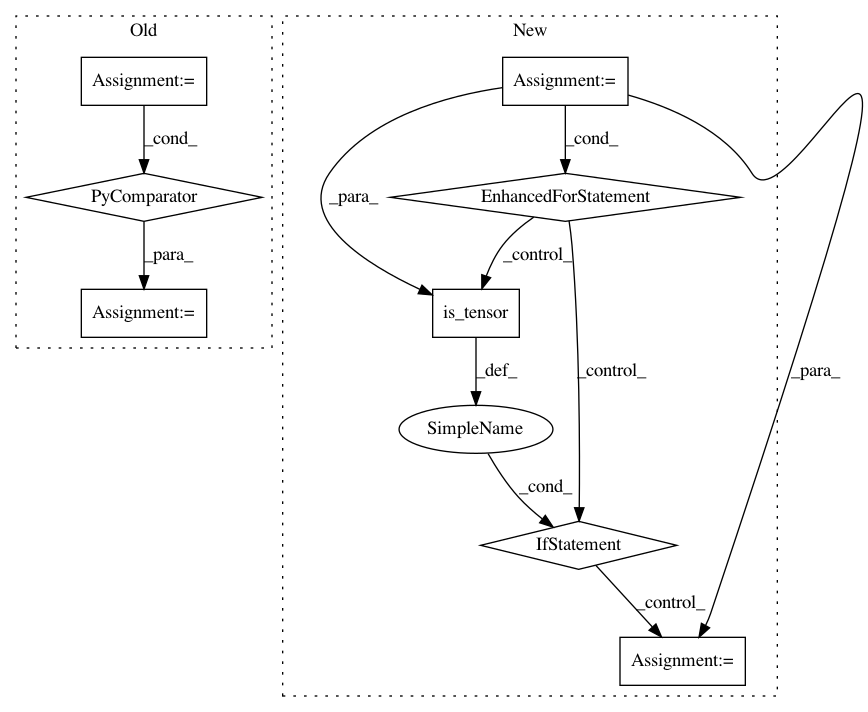 Old
New
Assignment:=
Assignment:=
_cond_
_cond_
PyComparator
EnhancedForStatement
_para_
_para_
_control_
Assignment:=
is_tensor
_def_
_control_
_para_
SimpleName
_cond_
IfStatement
_control_
Assignment:=